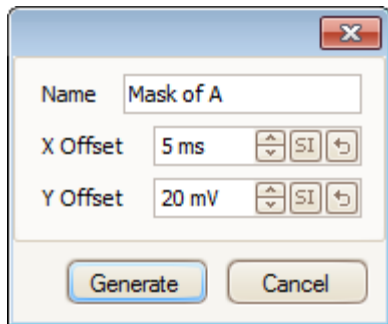 Name Mask of A
X Offset 5 ms SI
Y Offset 20 mV SI
Generate Cancel